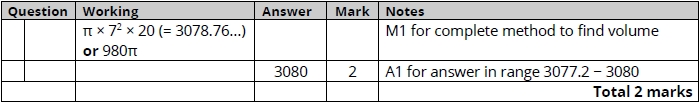 Question Working Answer Mark Notes
π × 7² × 20 (= 3078.76...) M1 for complete method to find volume
or 980π
3080 2 A1 for answer in range 3077.2 – 3080
Total 2 marks